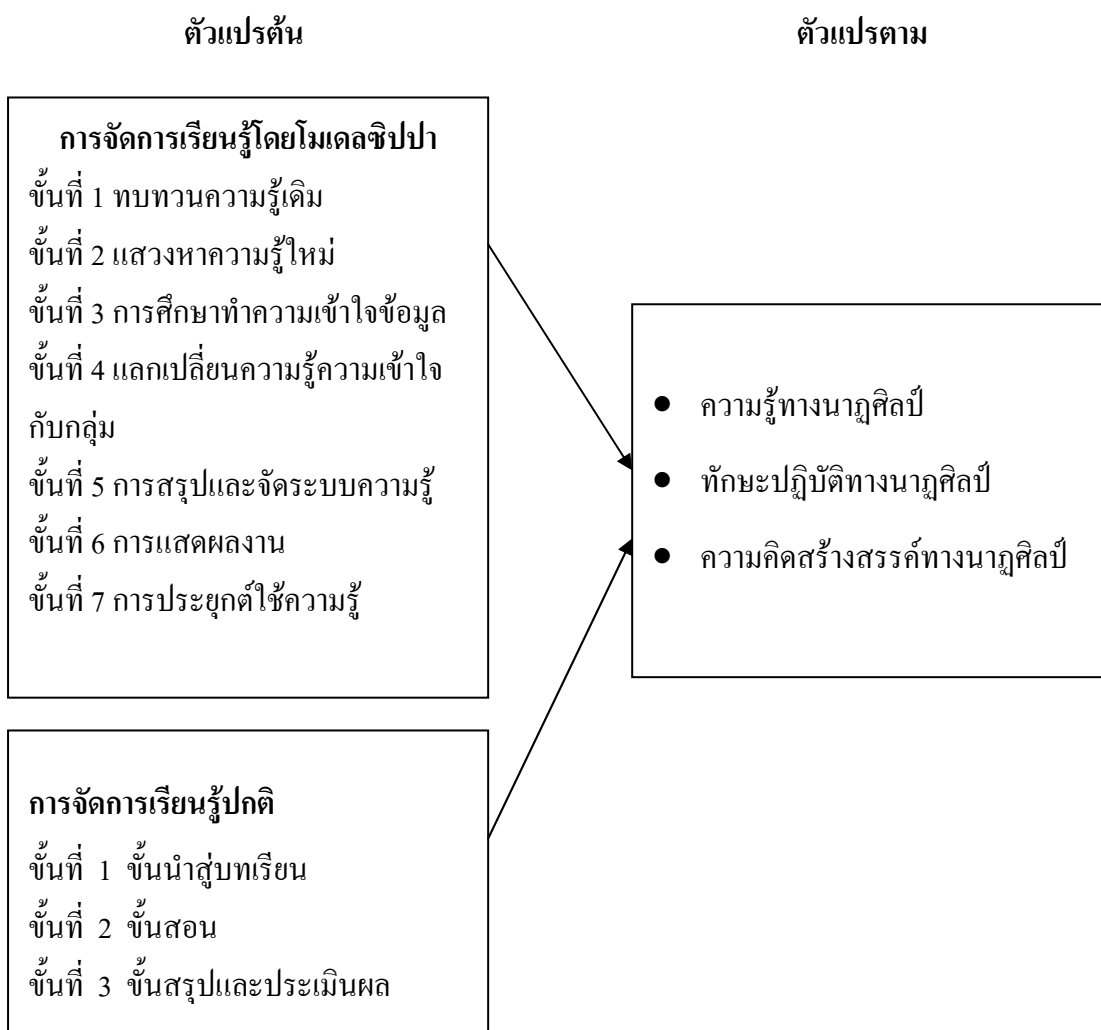 ตัวแปรต้น
ตัวแปรตาม
การจัดการเรียนรู้โดยโมเดลซิปปา
ขั้นที่ 1 ทบทวนความรู้เดิม
ขั้นที่ 2 แสวงหาความรู้ใหม่
ขั้นที่ 3 การศึกษาทำความเข้าใจข้อมูล
ขั้นที่ 4 แลกเปลี่ยนความรู้ความเข้าใจ
กับกลุ่ม
ขั้นที่ 5 การสรุปและจัดระบบความรู้
ขั้นที่ 6 การแสดผลงาน
ขั้นที่ 7 การประยุกต์ใช้ความรู้
การจัดการเรียนรู้ปกติ
ขั้นที่ 1 ขั้นนำสู่บทเรียน
ขั้นที่ 2 ขั้นสอน
ขั้นที่ 3 ขั้นสรุปและประเมินผล
● ความรู้ทางนาฏศิลป์
● ทักษะปฏิบัติทางนาฏศิลป์
● ความคิดสร้างสรรค์ทางนาฏศิลป์